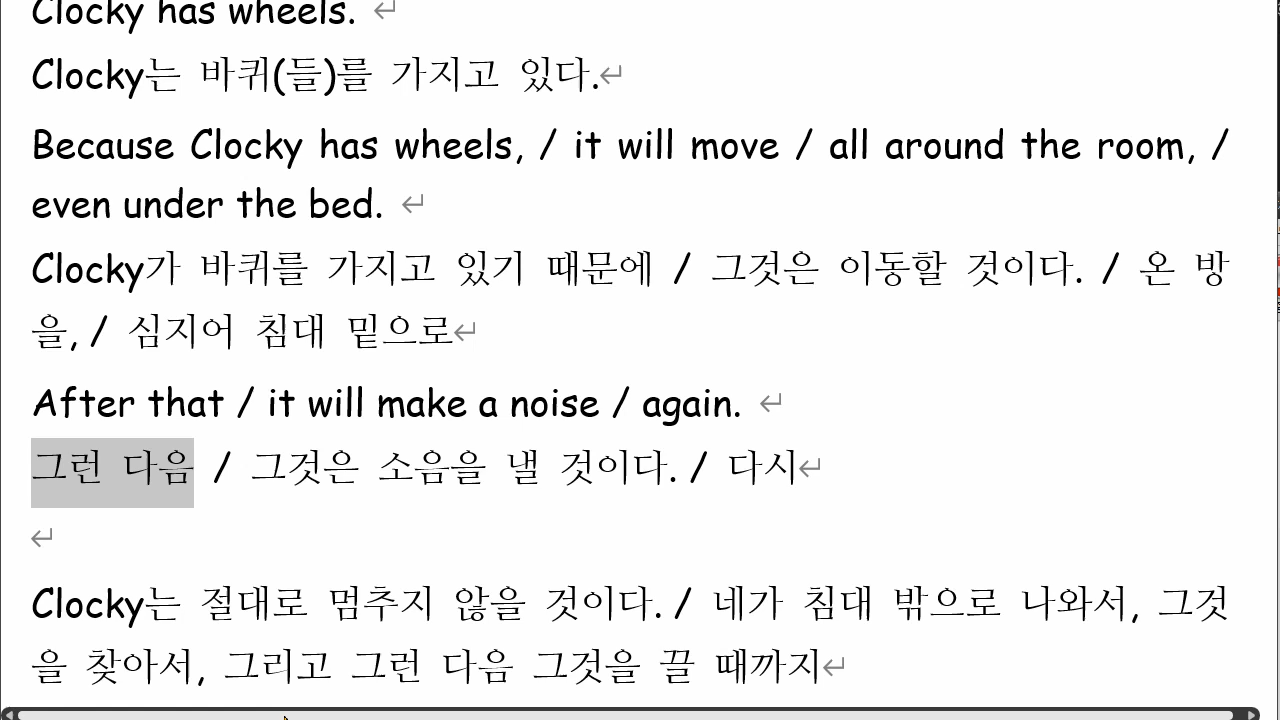 Clocky has wheels.
Clocky는 바퀴(들)를 가지고 있다.
Because Clocky has wheels, / it will move / all around the room, /
even under the bed.
Clocky가 바퀴를 가지고 있기 때문에 / 그것은 이동할 것이다. / 온 방
을, / 심지어 침대 밑으로
After that / it will make a noise / again.
그런 다음 / 그것은 소음을 낼 것이다. / 다시
Clocky는 절대로 멈추지 않을 것이다. / 네가 침대 밖으로 나와서, 그것
을 찾아서, 그리고 그런 다음 그것을 끌 때까지